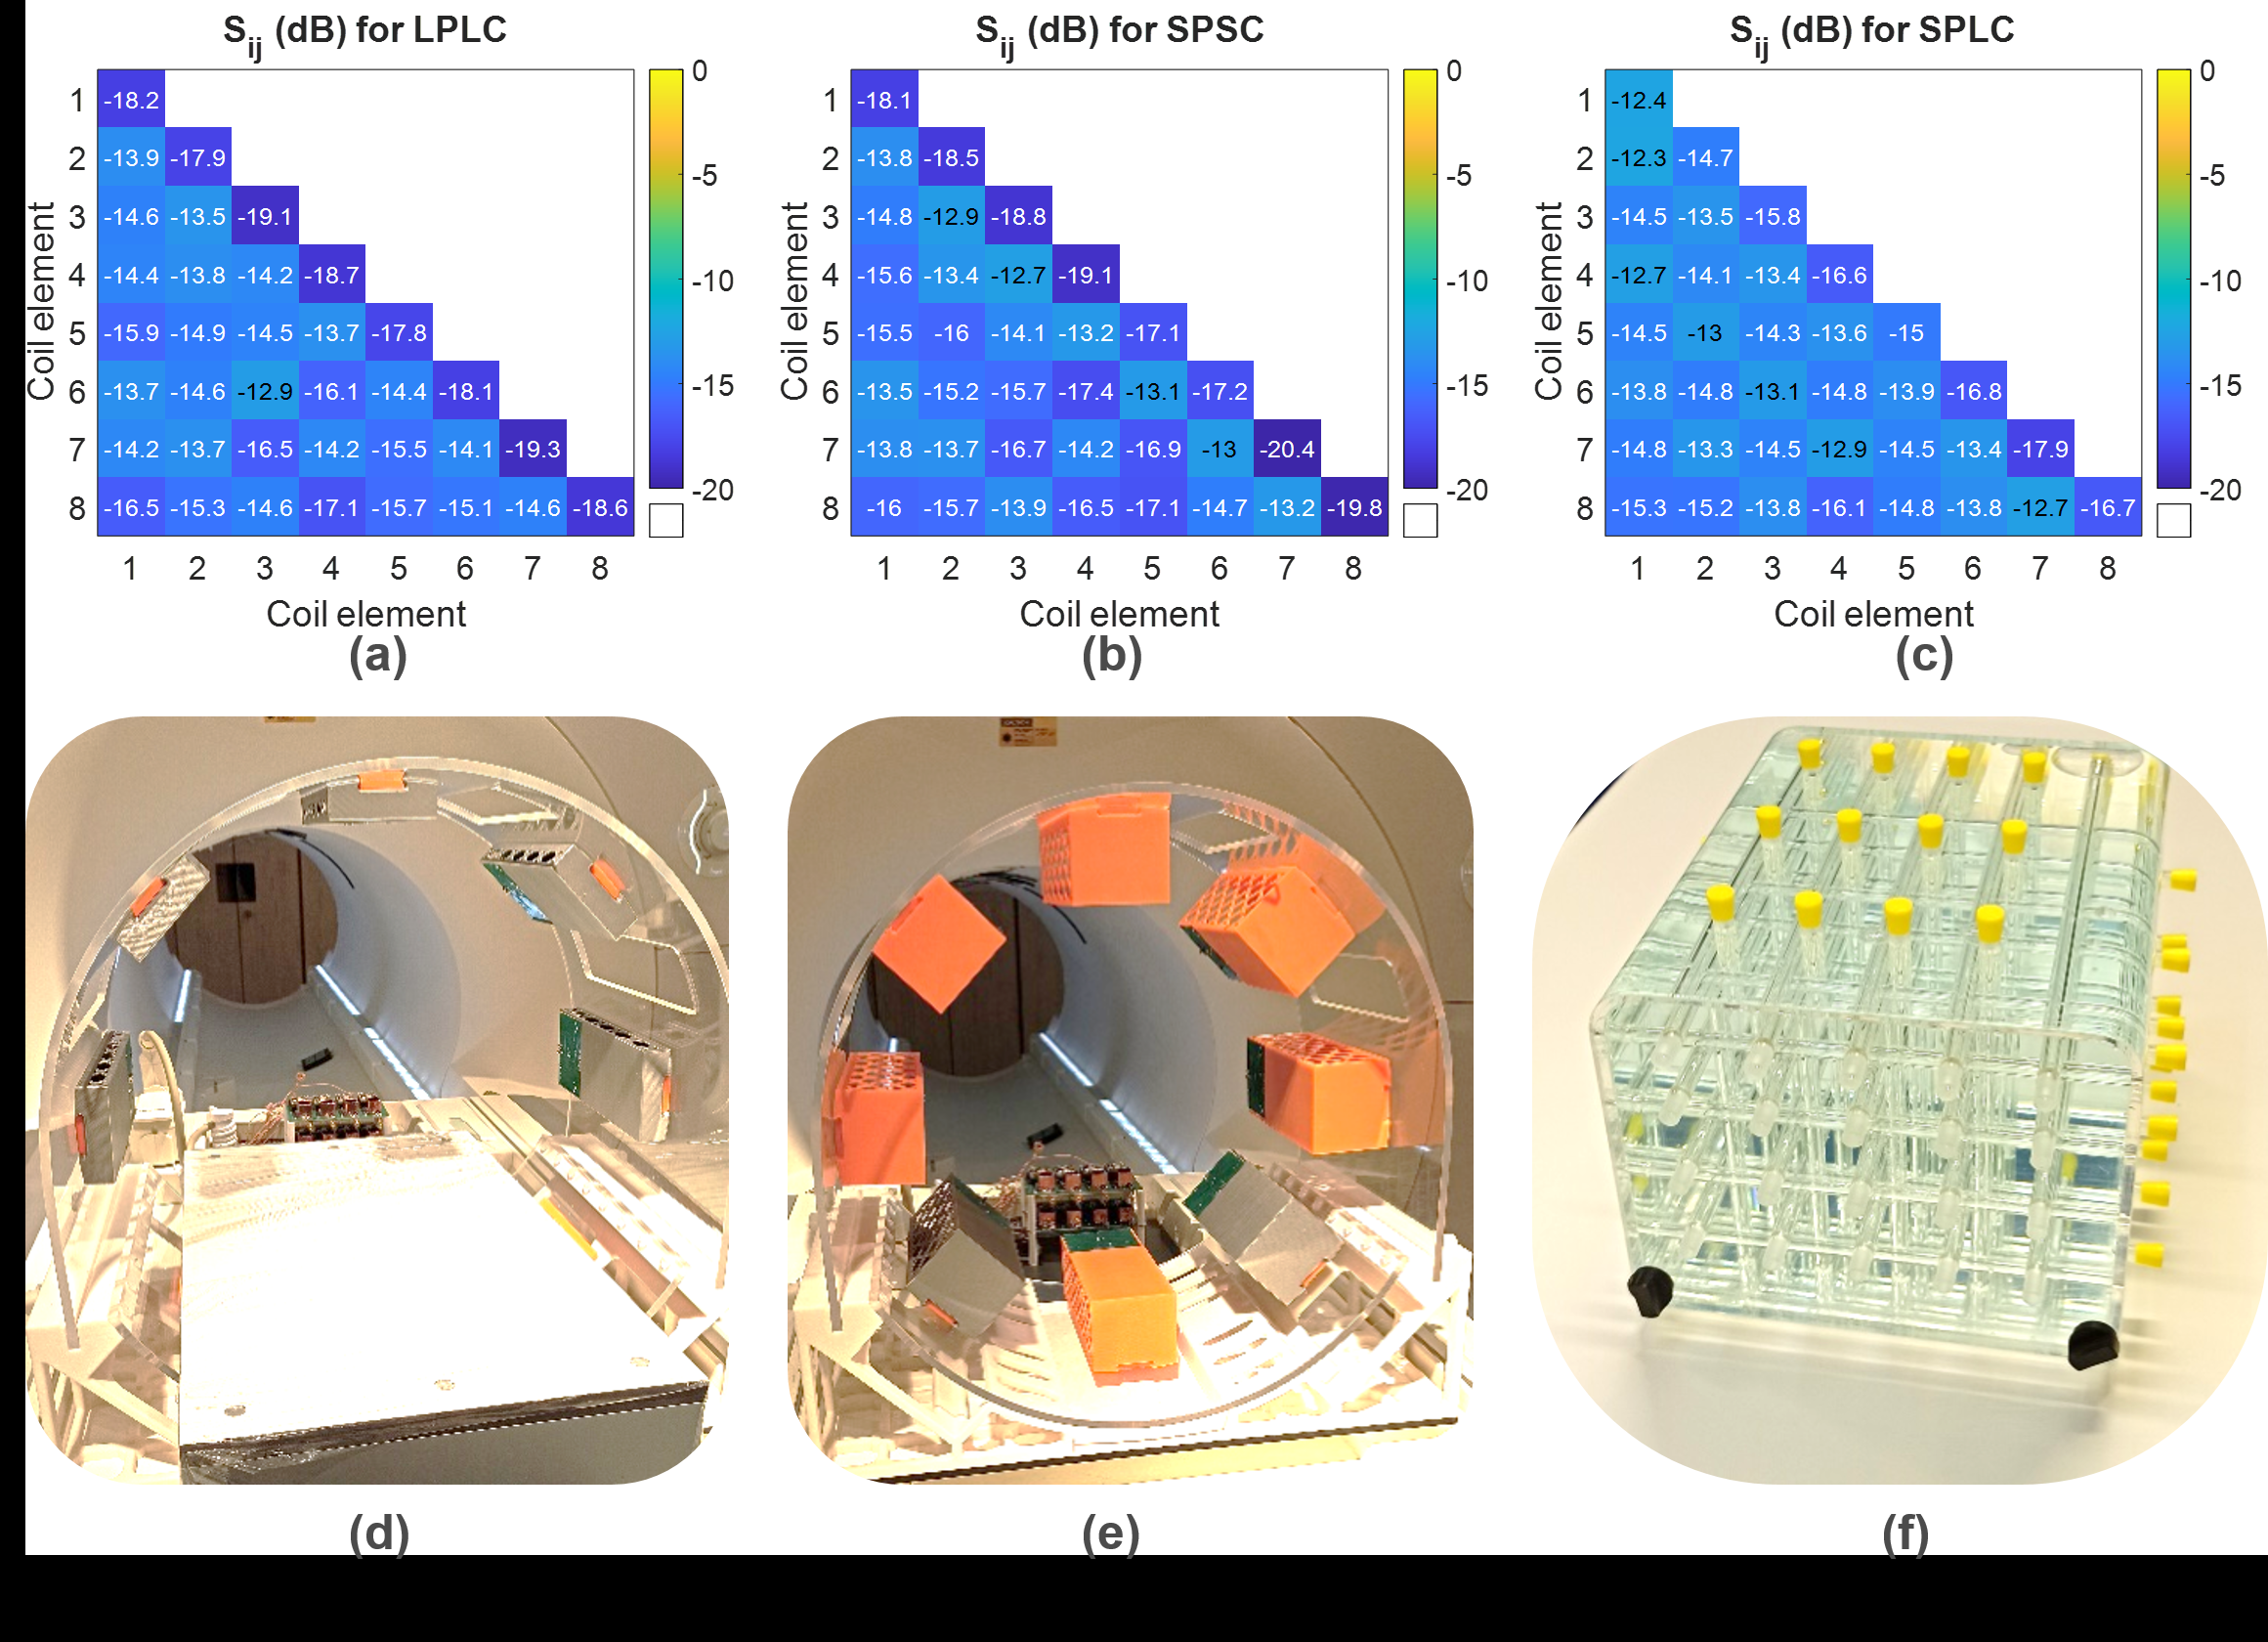 Sij (dB) for LPLC
1 -18.2
2 -13.9 -17.9
3 -14.6 -13.5 -19.1
4 -14.4 -13.8 -14.2 -18.7
5 -15.9 -14.9 -14.5 -13.7 -17.8
6 -13.7 -14.6 -12.9 -16.1 -14.4 -18.1
7 -14.2 -13.7 -16.5 -14.2 -15.5 -14.1 -19.3
8 -16.5 -15.3 -14.6 -17.1 -15.7 -15.1 -14.6 -18.6
1 2 3 4 5 6 7 8
Coil element
Coil element
0
-5
-10
-15
-20
(a)
Sij (dB) for SPSC
1 -18.1
2 -13.8 -18.5
3 -14.8 -12.9 -18.8
4 -15.6 -13.4 -12.7 -19.1
5 -15.5 -16 -14.1 -13.2 -17.1
6 -13.5 -15.2 -15.7 -17.4 -13.1 -17.2
7 -13.8 -13.7 -16.7 -14.2 -16.9 -13 -20.4
8 -16 -15.7 -13.9 -16.5 -17.1 -14.7 -13.2 -19.8
1 2 3 4 5 6 7 8
Coil element
Coil element
0
-5
-10
-15
-20
(b)
Sij (dB) for SPLC
1 -12.4
2 -12.3 -14.7
3 -14.5 -13.5 -15.8
4 -12.7 -14.1 -13.4 -16.6
5 -14.5 -13 -14.3 -13.6 -15
6 -13.8 -14.8 -13.1 -14.8 -13.9 -16.8
7 -14.8 -13.3 -14.5 -12.9 -14.5 -13.4 -17.9
8 -15.3 -15.2 -13.8 -16.1 -14.8 -13.8 -12.7 -16.7
1 2 3 4 5 6 7 8
Coil element
Coil element
0
-5
-10
-15
-20
(c)
(d)
(e)
(f)